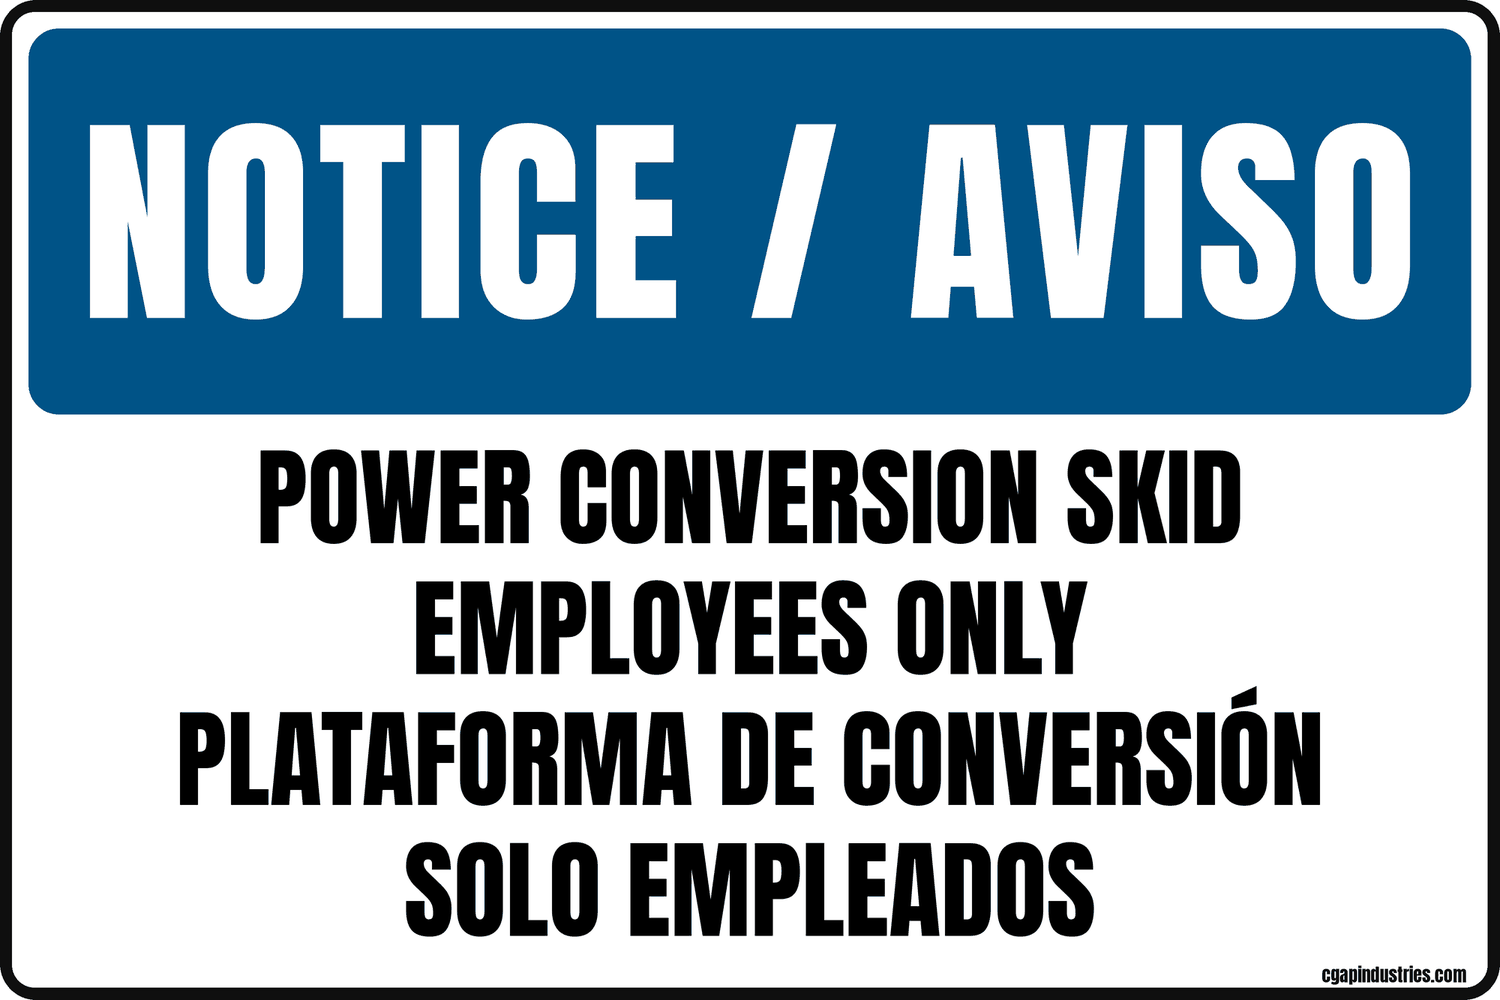 NOTICE / AVISO
POWER CONVERSION SKID
EMPLOYEES ONLY
PLATAFORMA DE CONVERSIÓN
SOLO EMPLEADOS
cgapindustries.com